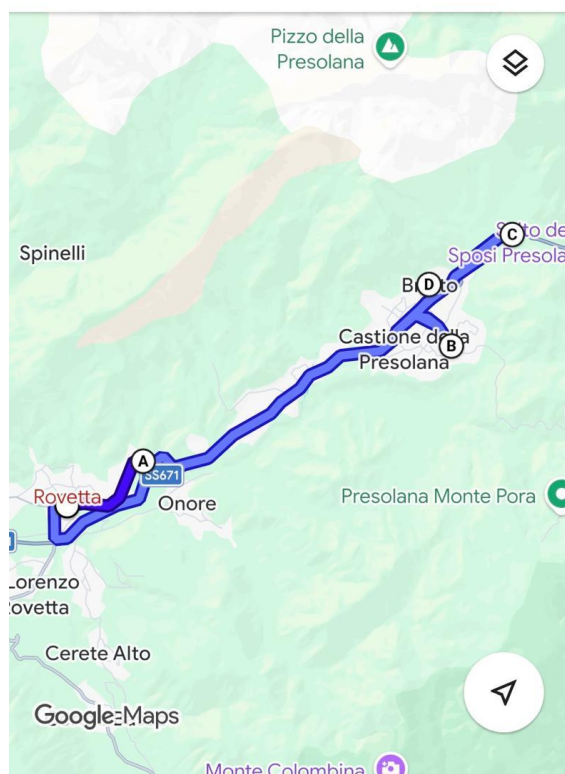 Pizzo della
Presolana
Spinelli
C
Sposi Presola
D
Castione della
Presolana
B
A
SS671
Rovetta
Onore
Presolana Monte Pora
Lorenzo
Rovetta
Cerete Alto
Google Maps
Monte Colombina